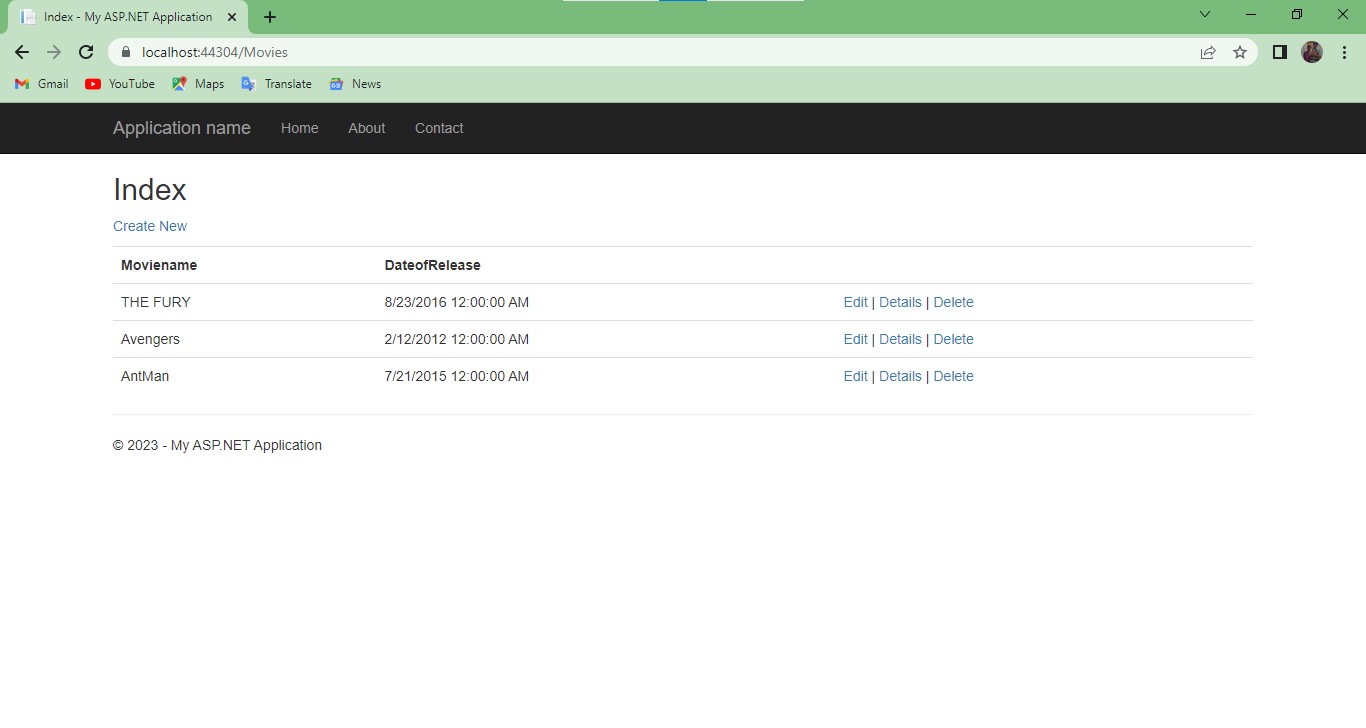 Index - My ASP.NET Application
localhost:44304/Movies
Gmail YouTube Maps Translate News
Application name Home About Contact
Index
Create New
Moviename DateofRelease
THE FURY 8/23/2016 12:00:00 AM Edit | Details | Delete
Avengers 2/12/2012 12:00:00 AM Edit | Details | Delete
AntMan 7/21/2015 12:00:00 AM Edit | Details | Delete
© 2023 - My ASP.NET Application